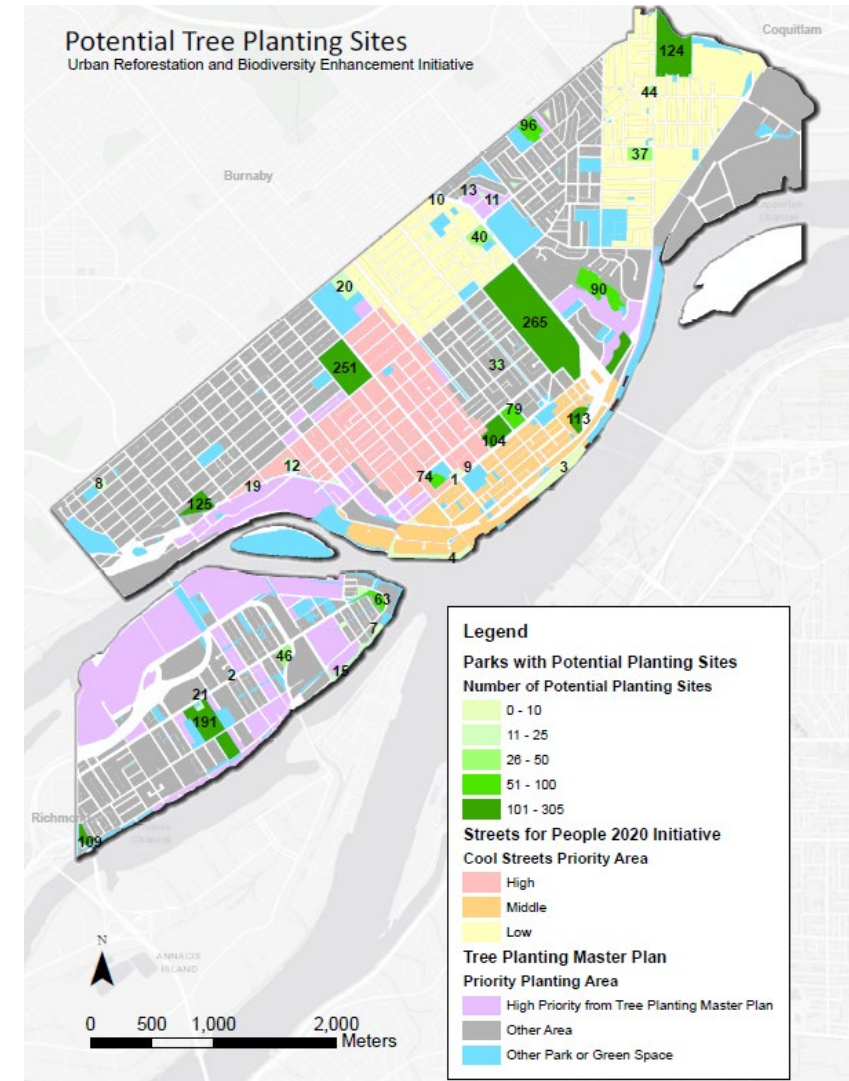 Potential Tree Planting Sites
Urban Reforestation and Biodiversity Enhancement Initiative
Coquitlam
124
44
96
37
Burnaby
13
10
11
40
20
90
265
251
33
79
113
104
74
9
1
3
12
19
8
125
4
63
7
46
15
2
21
191
Richmond
109
ANNACIS
ISLAND
N
0 500 1,000 2,000
Meters
Legend
Parks with Potential Planting Sites
Number of Potential Planting Sites
0 - 10
11 - 25
26 - 50
51 - 100
101 - 305
Streets for People 2020 Initiative
Cool Streets Priority Area
High
Middle
Low
Tree Planting Master Plan
Priority Planting Area
High Priority from Tree Planting Master Plan
Other Area
Other Park or Green Space